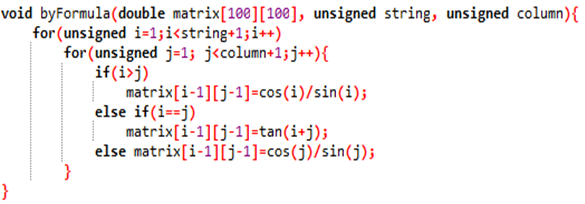 void byFormula(double matrix[100][100], unsigned string, unsigned column){
    for(unsigned i=1;i<string+1;i++)
        for(unsigned j=1; j<column+1;j++){
            if(i>j)
                matrix[i-1][j-1]=cos(i)/sin(i);
            else if(i==j)
                matrix[i-1][j-1]=tan(i+j);
            else matrix[i-1][j-1]=cos(j)/sin(j);
        }
}